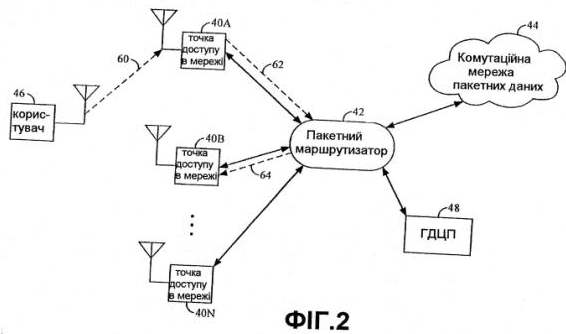 40A
точка
доступу
в мережі
60
62
44
Комутаційна
мережа
пакетних даних
46
корис-
тувач
42
Пакетний
маршрутизатор
40B
точка
доступу
в мережі
64
48
ГДЦП
точка
доступу
в мережі
40N
ФІГ.2